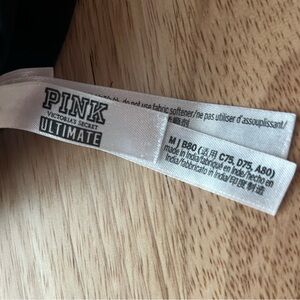 PINK
VICTORIA'S SECRET
ULTIMATE
do not use fabric softener/ne pas utiliser d'assouplissant/
M | B80 (适用 C75, D75, A80)
made in India/fabriqué en Inde/hecho en
India/fabbricato in India/印度制造